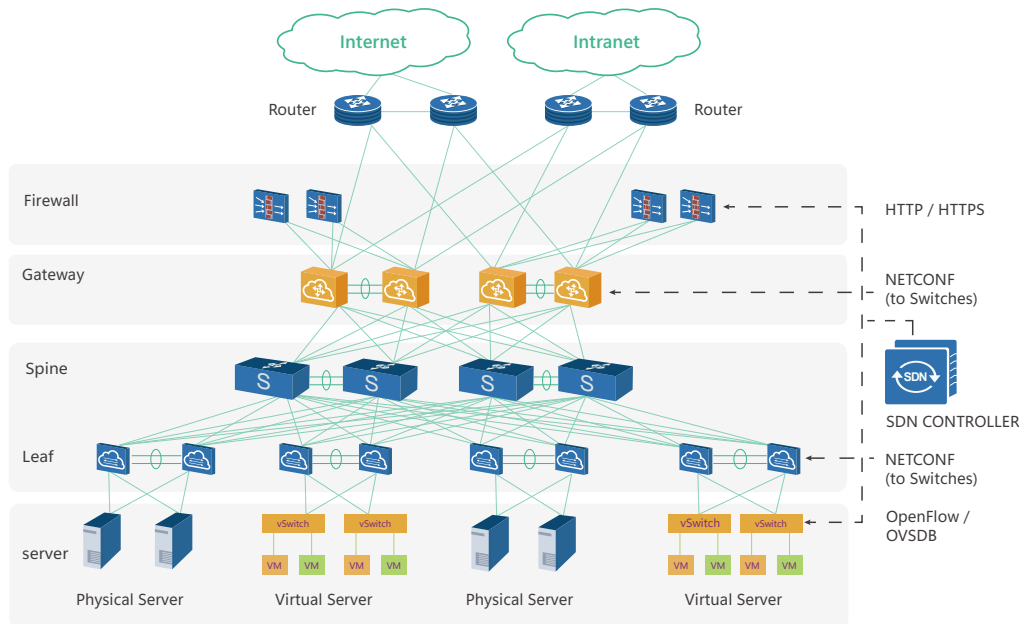 Internet
Intranet
Router
Router
Firewall
HTTP / HTTPS
Gateway
NETCONF
(to Switches)
Spine
S
S
S
S
SDN
SDN CONTROLLER
Leaf
NETCONF
(to Switches)
server
vSwitch
vSwitch
vSwitch
vSwitch
OpenFlow /
OVSDB
VM
VM
VM
VM
VM
VM
VM
VM
Physical Server
Virtual Server
Physical Server
Virtual Server